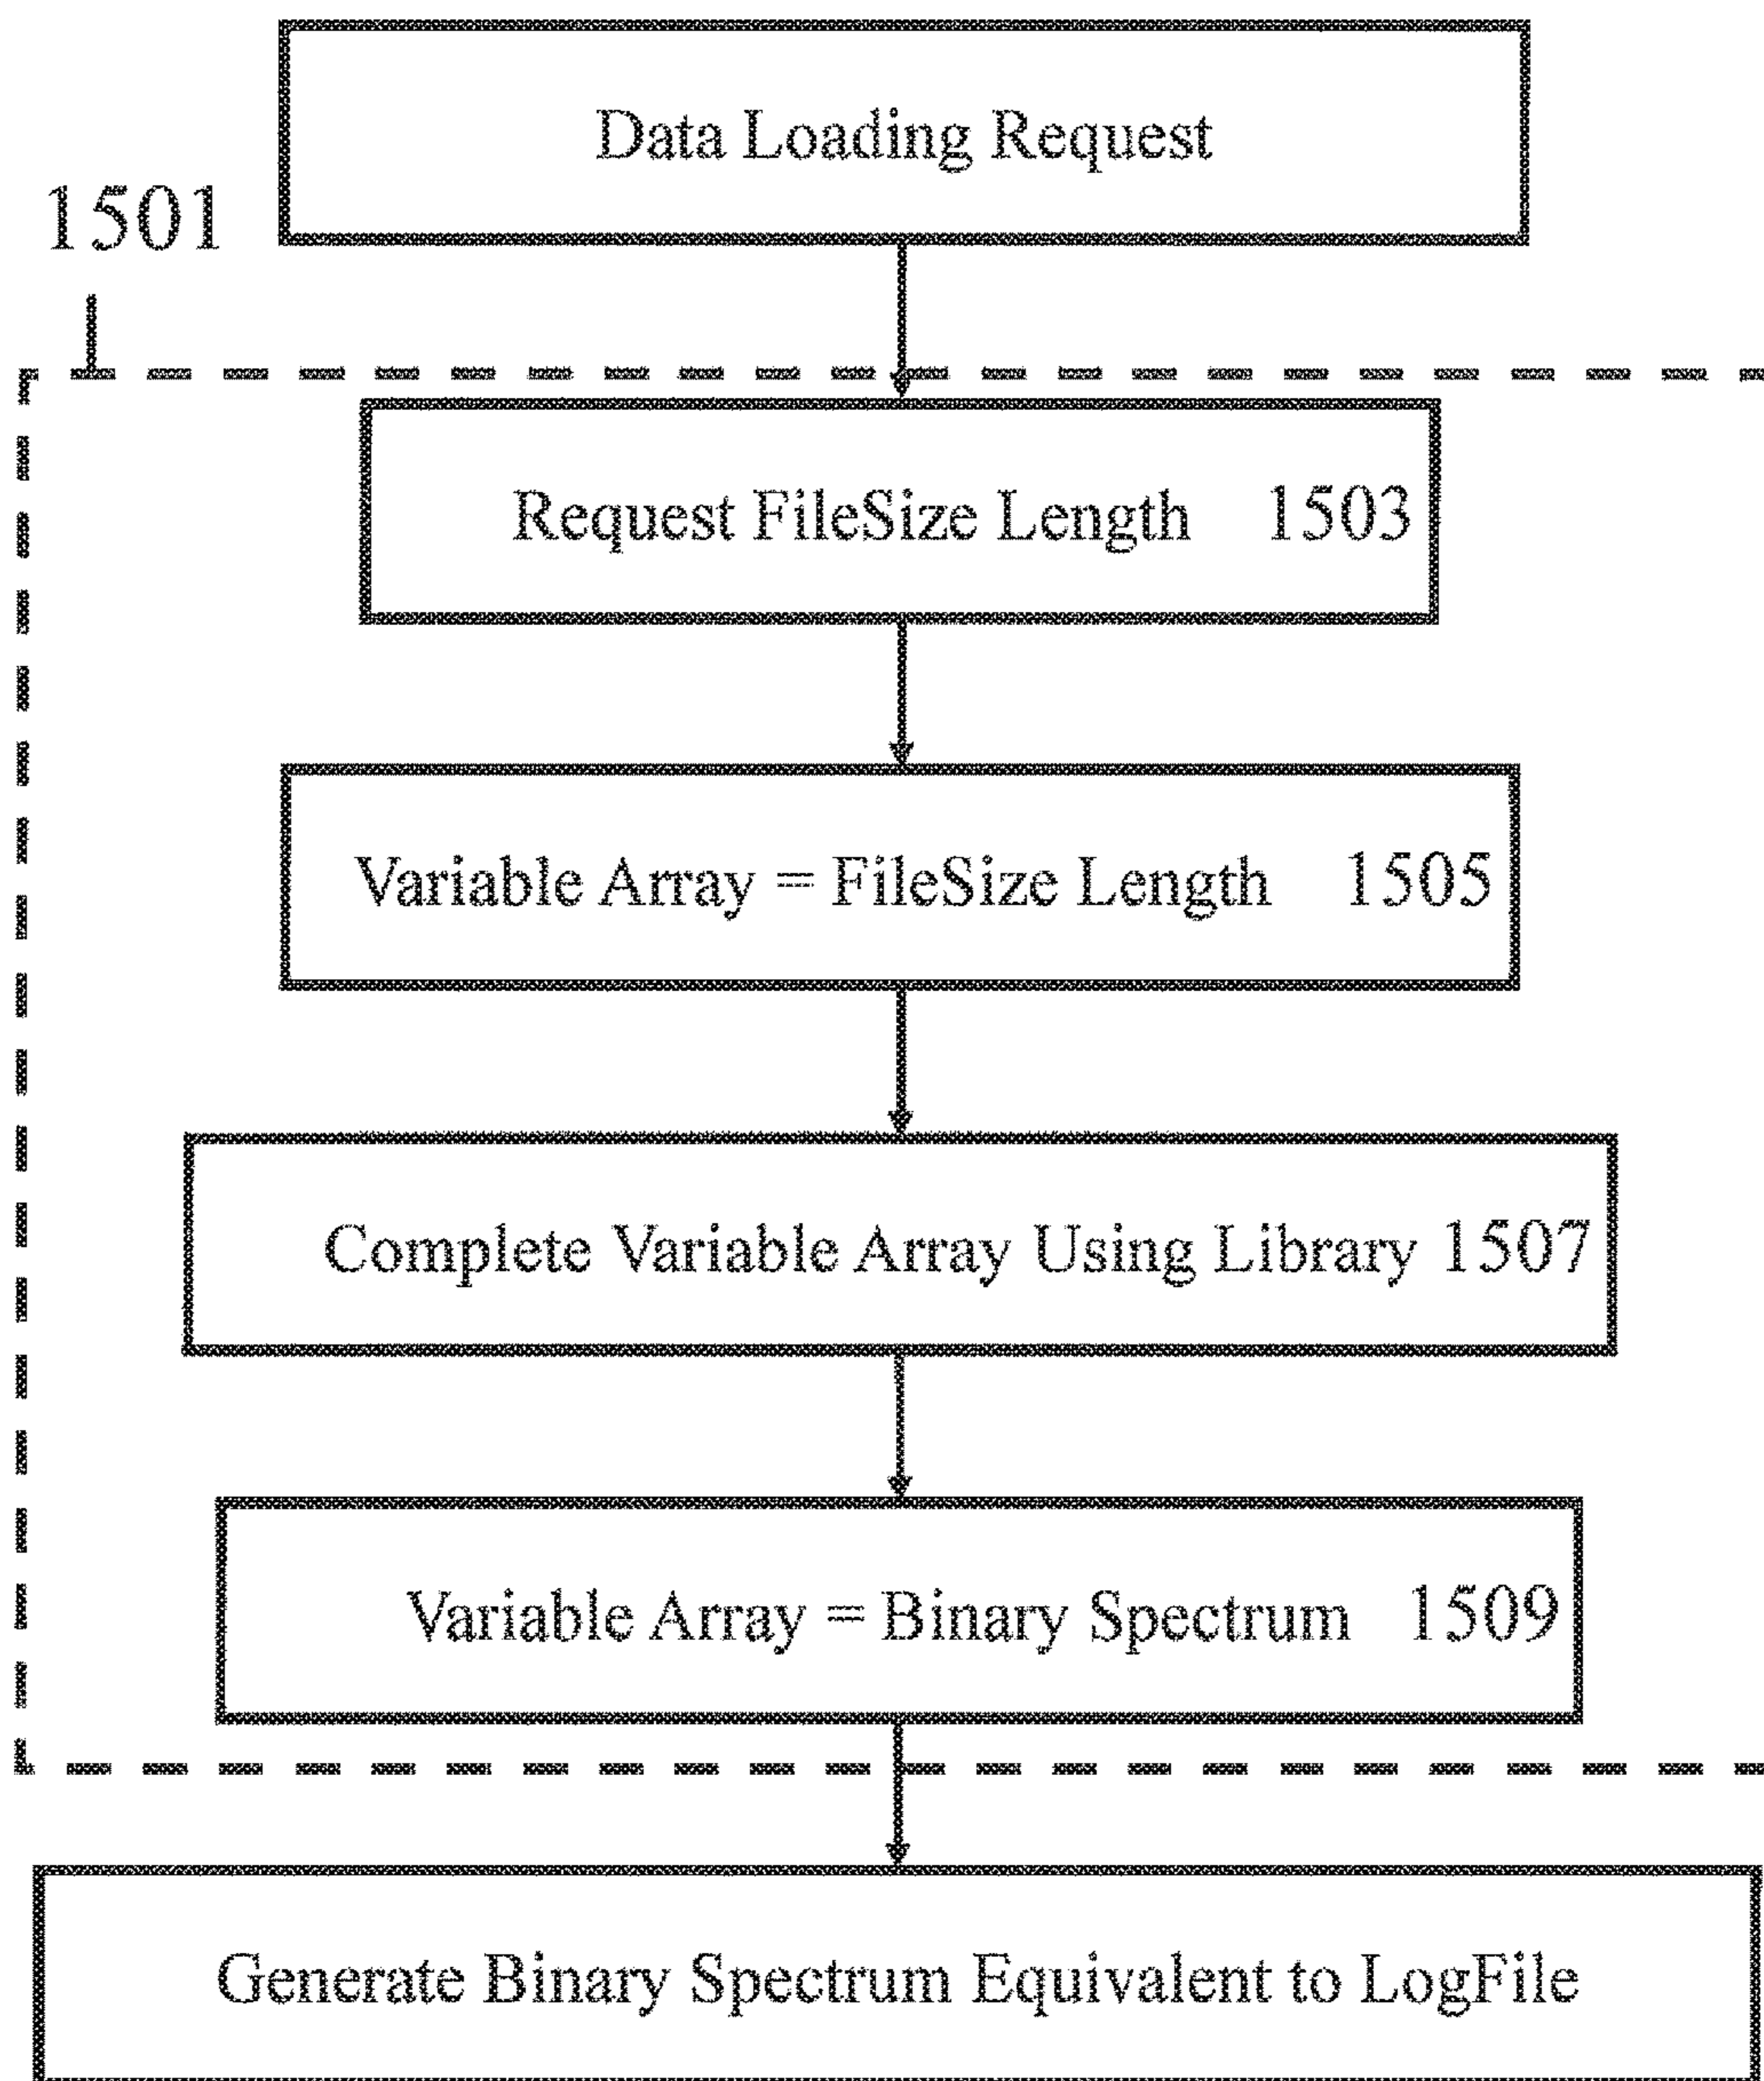 Data Loading Request
1501
Request FileSize Length 1503
Variable Array = FileSize Length 1505
Complete Variable Array Using Library 1507
Variable Array = Binary Spectrum 1509
Generate Binary Spectrum Equivalent to LogFile